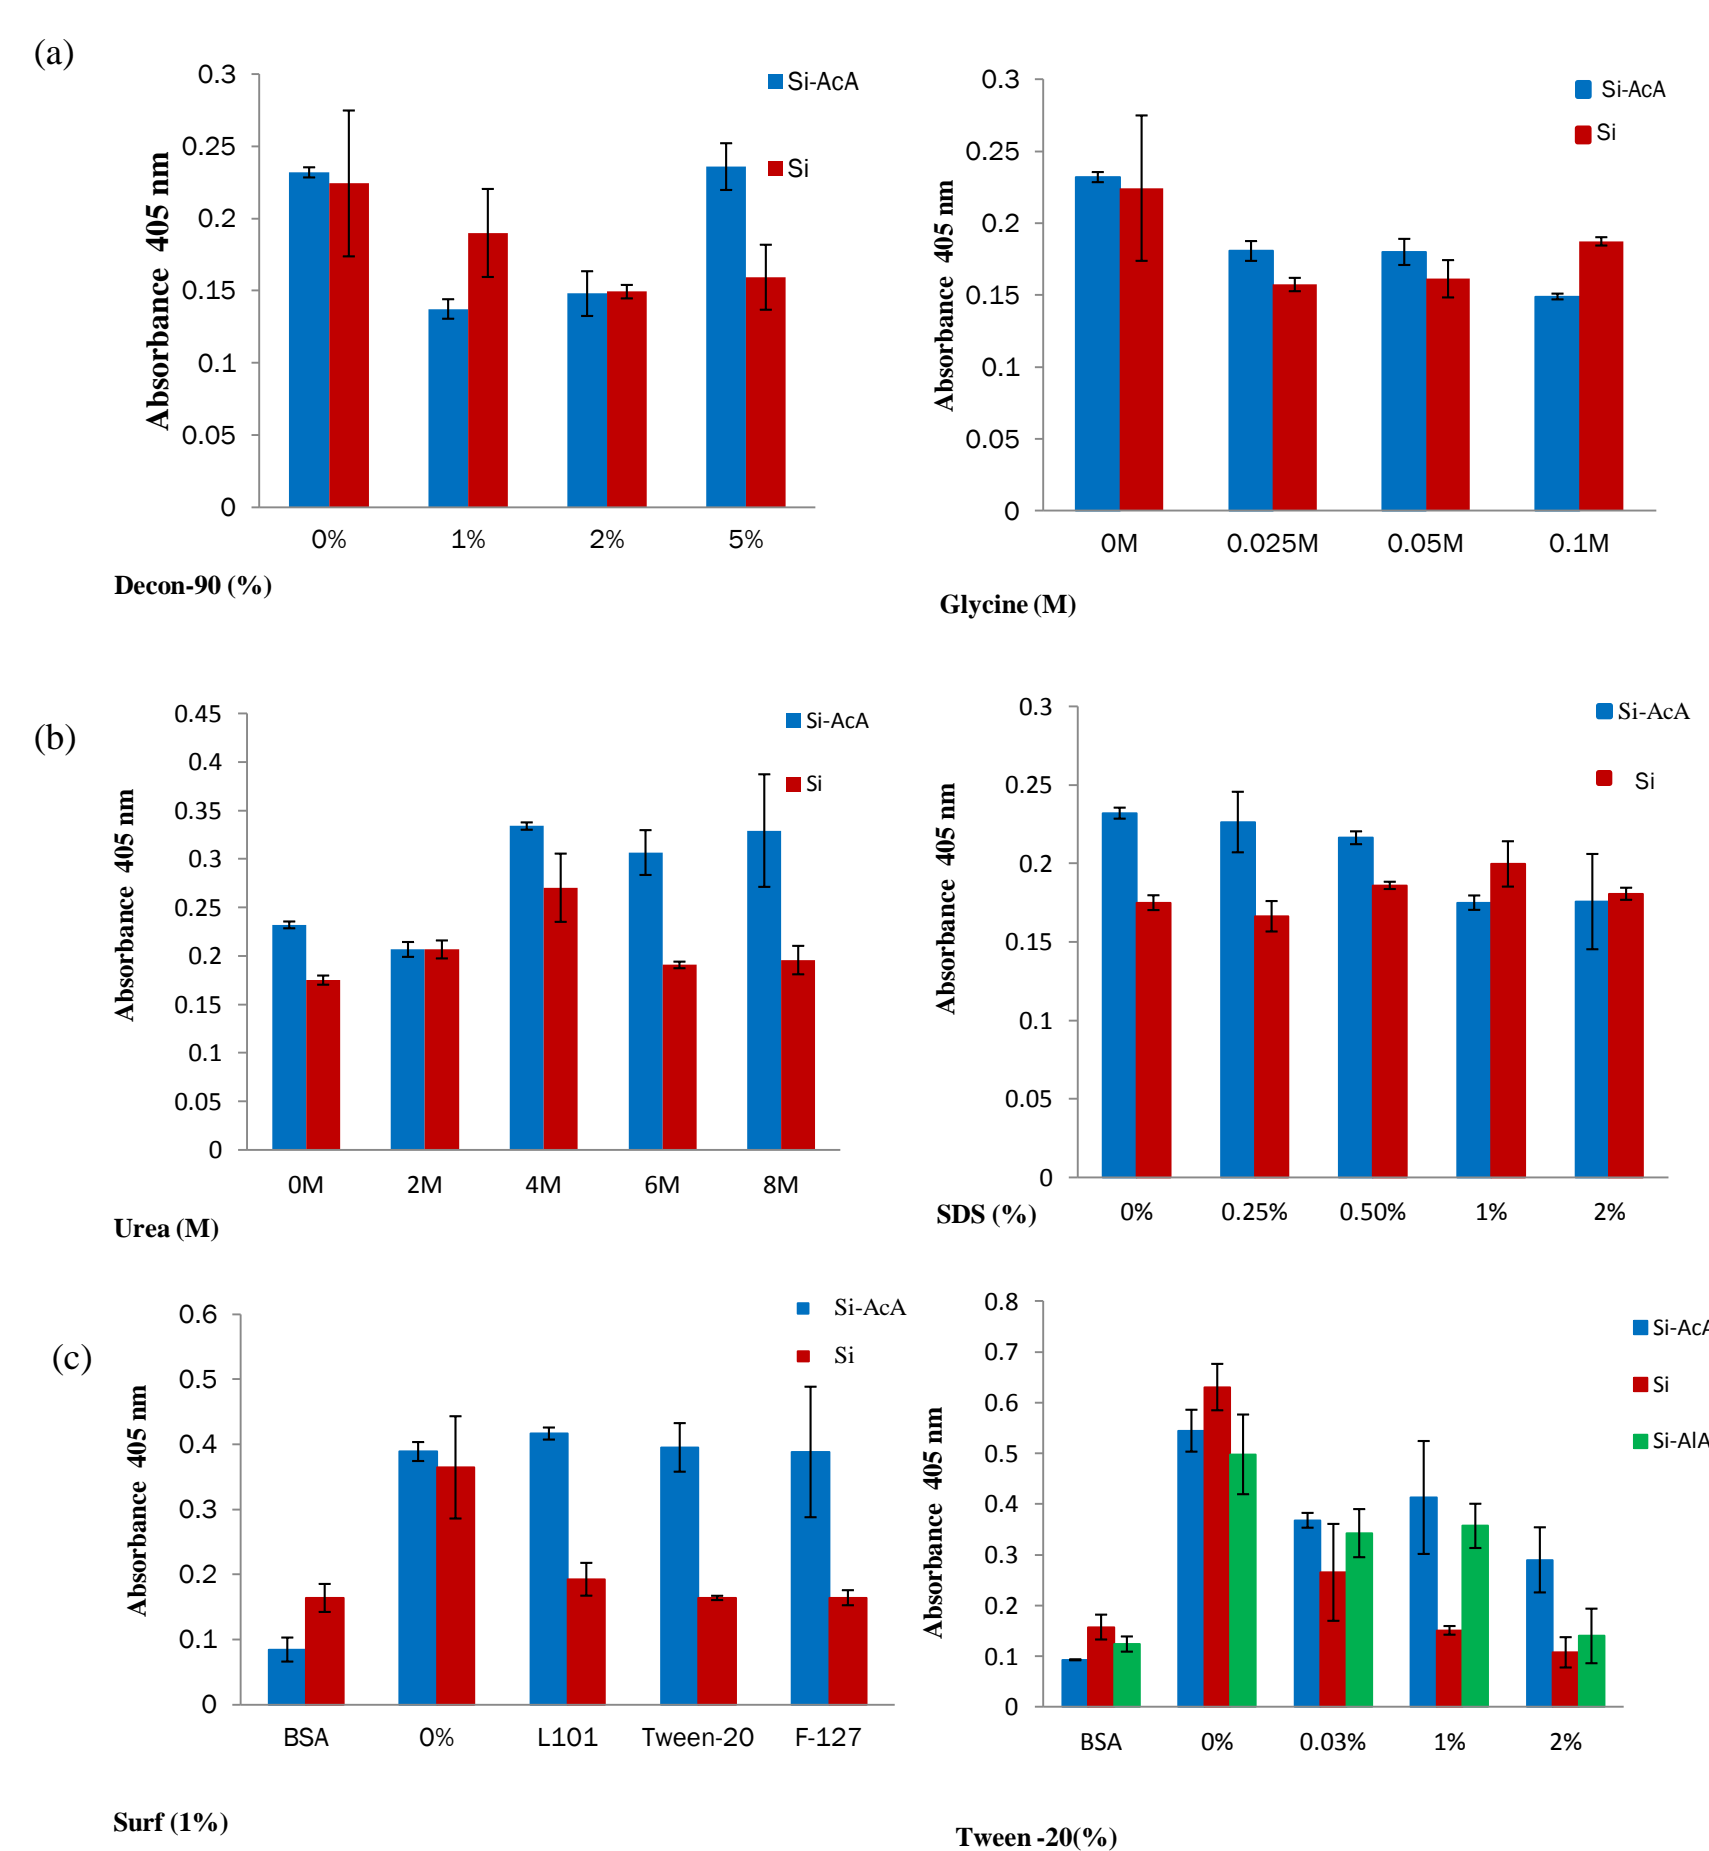 (a)
0.3
0.25
0.2
0.15
0.1
0.05
0
Absorbance 405 nm
Si-AcA
Si
0% 1% 2% 5%
Decon-90 (%)
0.3
0.25
0.2
0.15
0.1
0.05
0
Absorbance 405 nm
Si-AcA
Si
0M 0.025M 0.05M 0.1M
Glycine (M)
(b)
0.45
0.4
0.35
0.3
0.25
0.2
0.15
0.1
0.05
0
Absorbance 405 nm
Si-AcA
Si
0M 2M 4M 6M 8M
Urea (M)
0.3
0.25
0.2
0.15
0.1
0.05
0
Absorbance 405 nm
Si-AcA
Si
SDS (%) 0% 0.25% 0.50% 1% 2%
(c)
0.6
0.5
0.4
0.3
0.2
0.1
0
Absorbance 405 nm
Si-AcA
Si
BSA 0% L101 Tween-20 F-127
Surf (1%)
0.8
0.7
0.6
0.5
0.4
0.3
0.2
0.1
0
Absorbance 405 nm
Si-AcA
Si
Si-AlA
BSA 0% 0.03% 1% 2%
Tween -20(%)